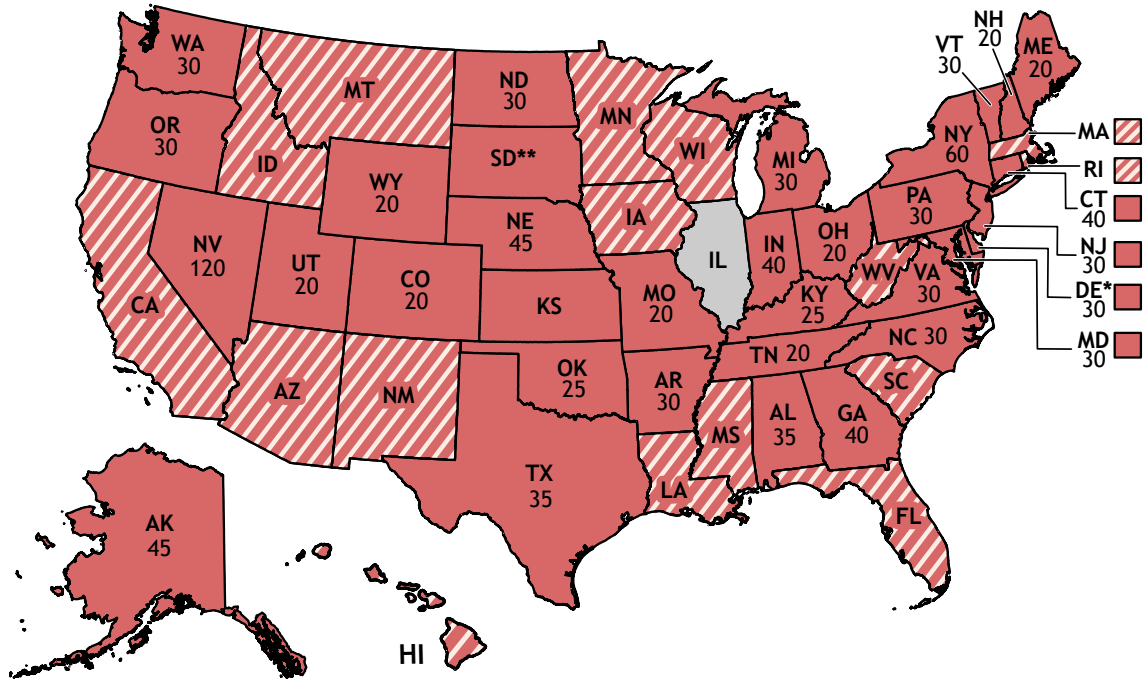 NH
20
VT
30
ME
20
WA
30
MT
ND
30
MN
OR
30
ID
SD**
WI
MI
30
NY
60
MA
RI
CT
40
WY
20
IA
PA
30
NE
45
NV
120
UT
20
CO
20
IL
IN
40
OH
20
NJ
30
WV
VA
30
DE*
30
CA
KS
MO
20
KY
25
MD
30
TN 20
NC 30
AZ
NM
OK
25
AR
30
SC
MS
AL
35
GA
40
TX
35
LA
FL
AK
45
HI